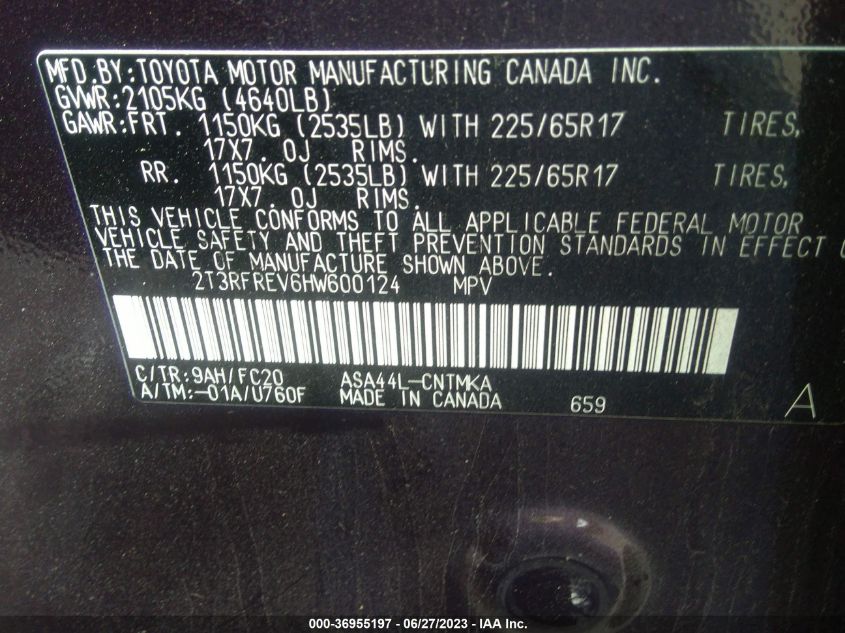 MFD.BY:TOYOTA MOTOR MANUFACTURING CANADA INC.
GVWR:2105KG (4640LB)
GAWR:FRT. 1150KG (2535LB) WITH 225/65R17 TIRES,
17X7.0J RIMS.
RR. 1150KG (2535LB) WITH 225/65R17 TIRES,
17X7.0J RIMS.
THIS VEHICLE CONFORMS TO ALL APPLICABLE FEDERAL MOTOR
VEHICLE SAFETY AND THEFT PREVENTION STANDARDS IN EFFECT
THE DATE OF MANUFACTURE SHOWN ABOVE.
2T3RFREV6HW600124 MPV
C/TR:9AH/FC20 ASA44L-CNTMKA
A/TM:-01A/U760F MADE IN CANADA 659 A
000-36955197 - 06/27/2023 - IAA Inc.